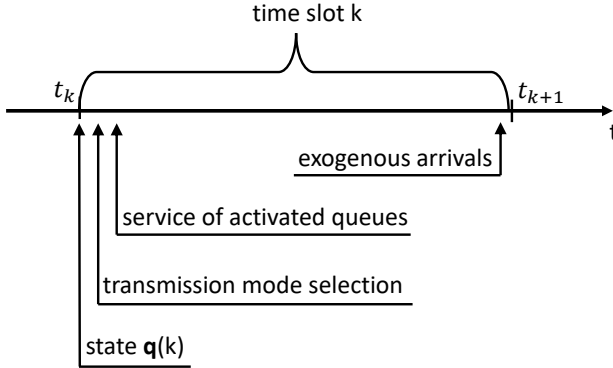 time slot k
t_k
t_{k+1}
t
exogenous arrivals
service of activated queues
transmission mode selection
state q(k)